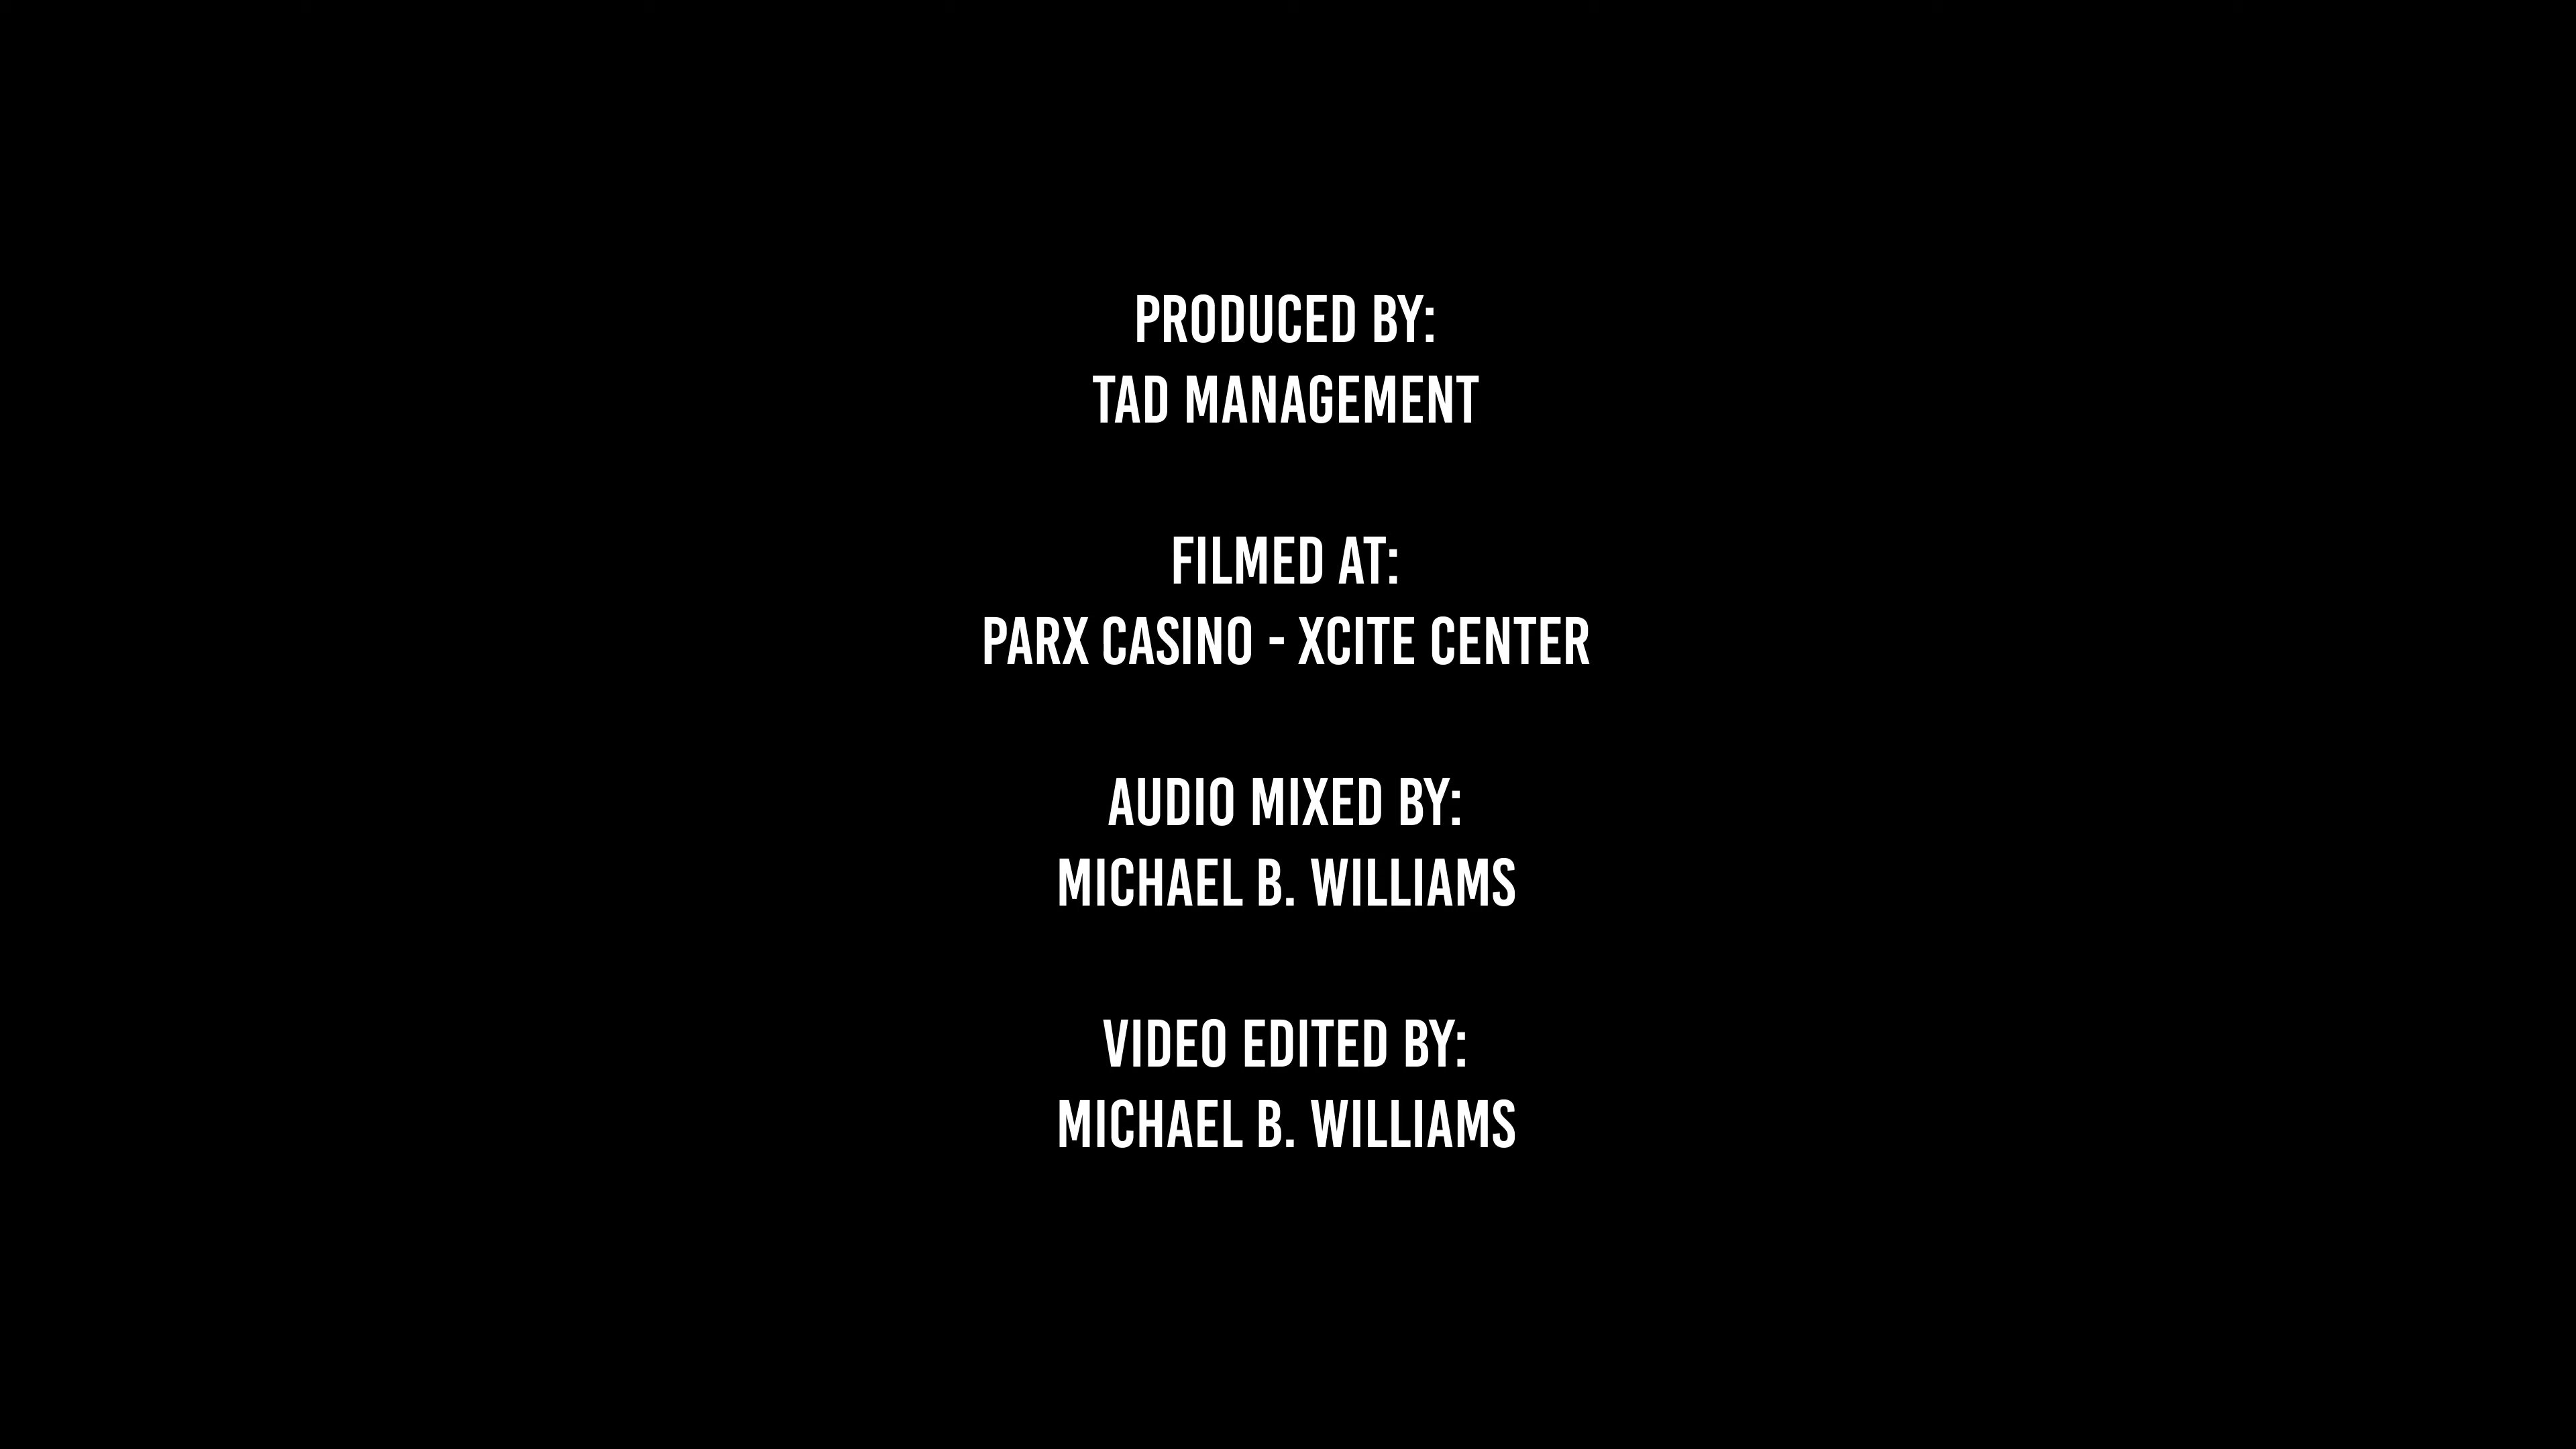 PRODUCED BY:
TAD MANAGEMENT
FILMED AT:
PARX CASINO - XCITE CENTER
AUDIO MIXED BY:
MICHAEL B. WILLIAMS
VIDEO EDITED BY:
MICHAEL B. WILLIAMS